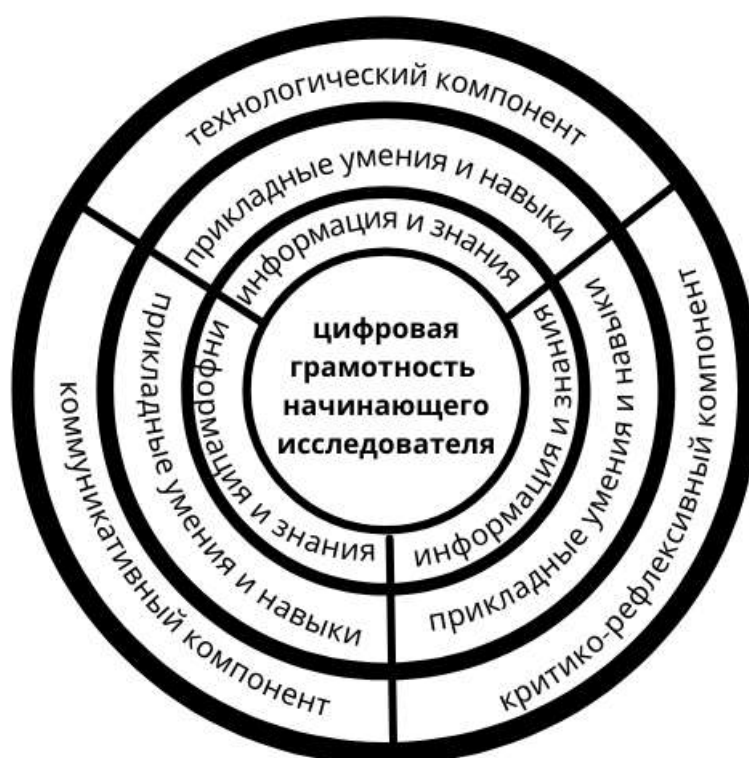 технологический компонент
прикладные умения и навыки
информация и знания
цифровая
грамотность
начинающего
исследователя
информация и знания
прикладные умения и навыки
коммуникативный компонент
информация и знания
прикладные умения и навыки
критико-рефлексивный компонент